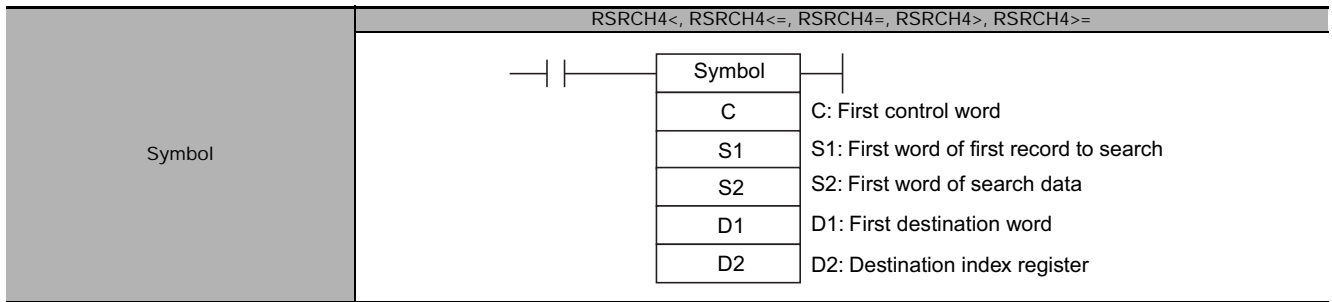 RSRCH4<, RSRCH4<=, RSRCH4=, RSRCH4>, RSRCH4>=
Symbol
Symbol
C C: First control word
S1 S1: First word of first record to search
S2 S2: First word of search data
D1 D1: First destination word
D2 D2: Destination index register